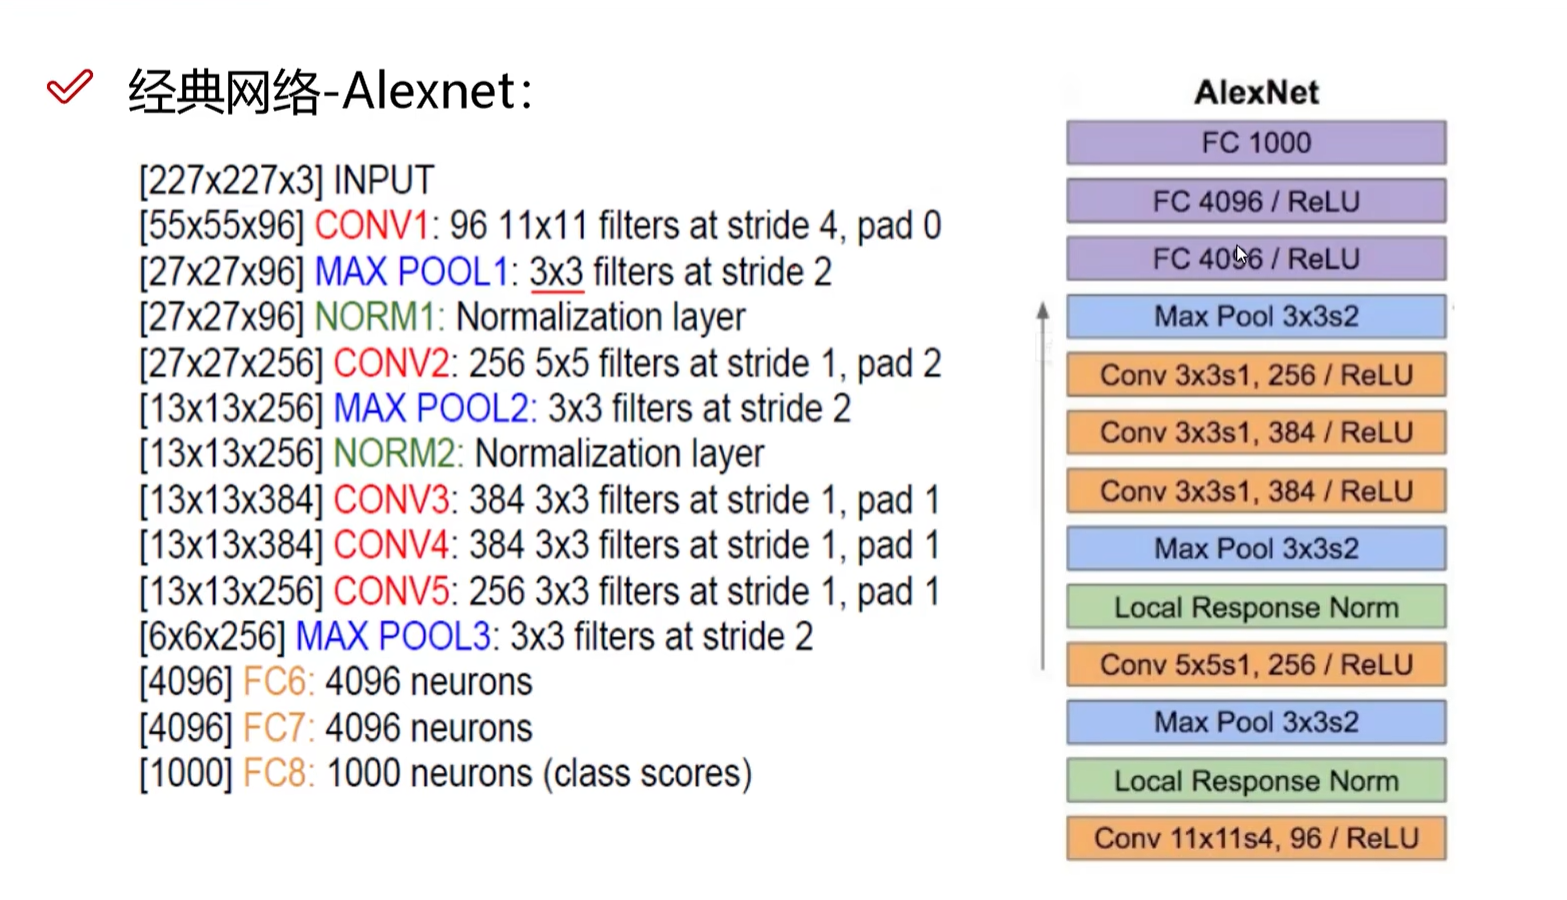 经典网络-Alexnet：
[227x227x3] INPUT
[55x55x96] CONV1: 96 11x11 filters at stride 4, pad 0
[27x27x96] MAX POOL1: 3x3 filters at stride 2
[27x27x96] NORM1: Normalization layer
[27x27x256] CONV2: 256 5x5 filters at stride 1, pad 2
[13x13x256] MAX POOL2: 3x3 filters at stride 2
[13x13x256] NORM2: Normalization layer
[13x13x384] CONV3: 384 3x3 filters at stride 1, pad 1
[13x13x384] CONV4: 384 3x3 filters at stride 1, pad 1
[13x13x256] CONV5: 256 3x3 filters at stride 1, pad 1
[6x6x256] MAX POOL3: 3x3 filters at stride 2
[4096] FC6: 4096 neurons
[4096] FC7: 4096 neurons
[1000] FC8: 1000 neurons (class scores)
AlexNet
FC 1000
FC 4096 / ReLU
FC 4096 / ReLU
Max Pool 3x3s2
Conv 3x3s1, 256 / ReLU
Conv 3x3s1, 384 / ReLU
Conv 3x3s1, 384 / ReLU
Max Pool 3x3s2
Local Response Norm
Conv 5x5s1, 256 / ReLU
Max Pool 3x3s2
Local Response Norm
Conv 11x11s4, 96 / ReLU